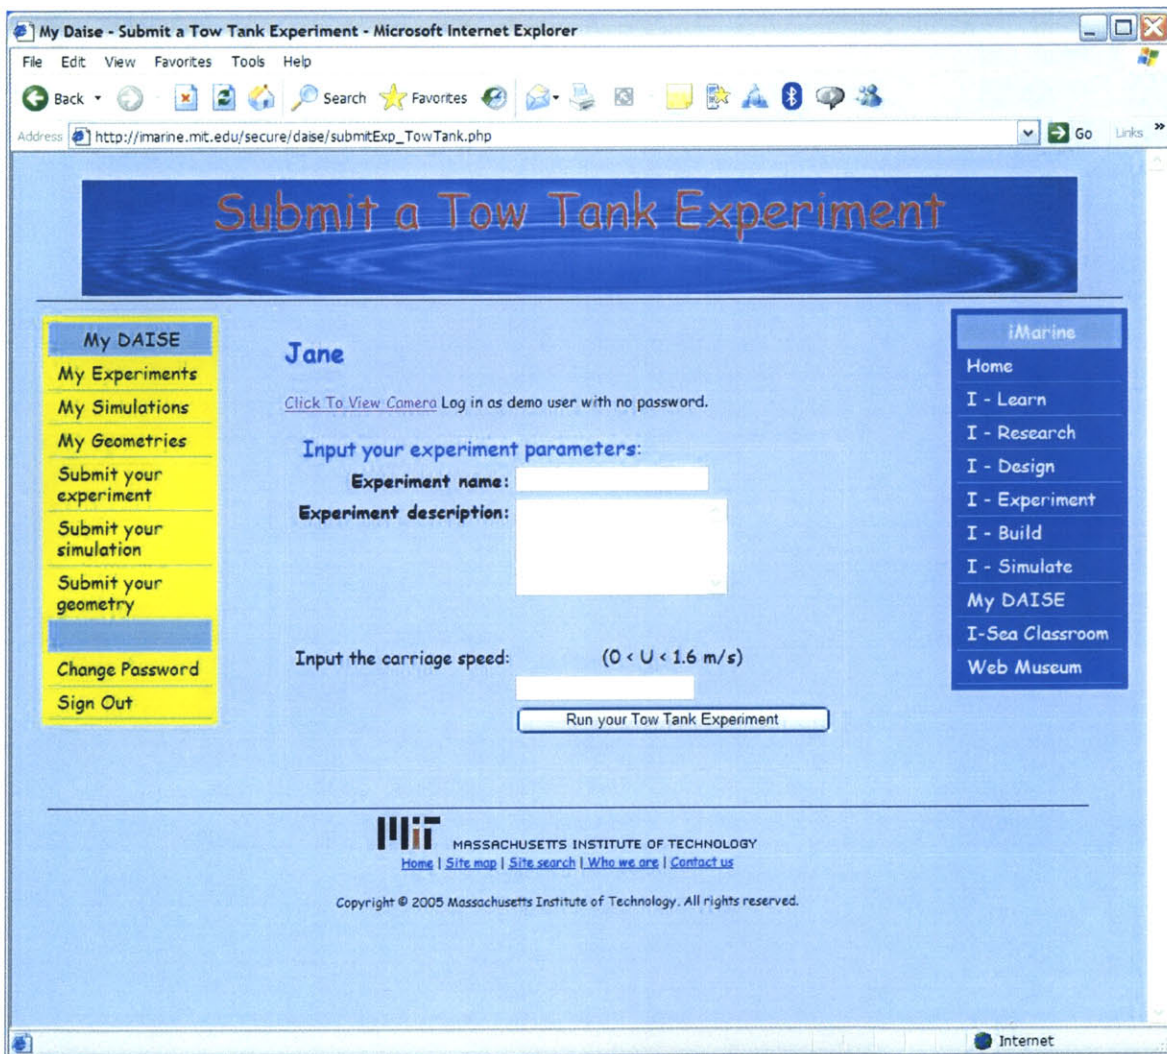 My Daise - Submit a Tow Tank Experiment - Microsoft Internet Explorer
File Edit View Favorites Tools Help
Back Search Favorites
Address http://imarine.mit.edu/secure/daise/submitExp_TowTank.php Go Links »
Submit a Tow Tank Experiment
My DAISE
My Experiments
My Simulations
My Geometries
Submit your
experiment
Submit your
simulation
Submit your
geometry
Change Password
Sign Out
Jane
Click To View Camera Log in as demo user with no password.
Input your experiment parameters:
Experiment name:
Experiment description:
Input the carriage speed: (0 < U < 1.6 m/s)
Run your Tow Tank Experiment
iMarine
Home
I - Learn
I - Research
I - Design
I - Experiment
I - Build
I - Simulate
My DAISE
I-Sea Classroom
Web Museum
MIT MASSACHUSETTS INSTITUTE OF TECHNOLOGY
Home | Site map | Site search | Who we are | Contact us
Copyright © 2005 Massachusetts Institute of Technology. All rights reserved.
Internet